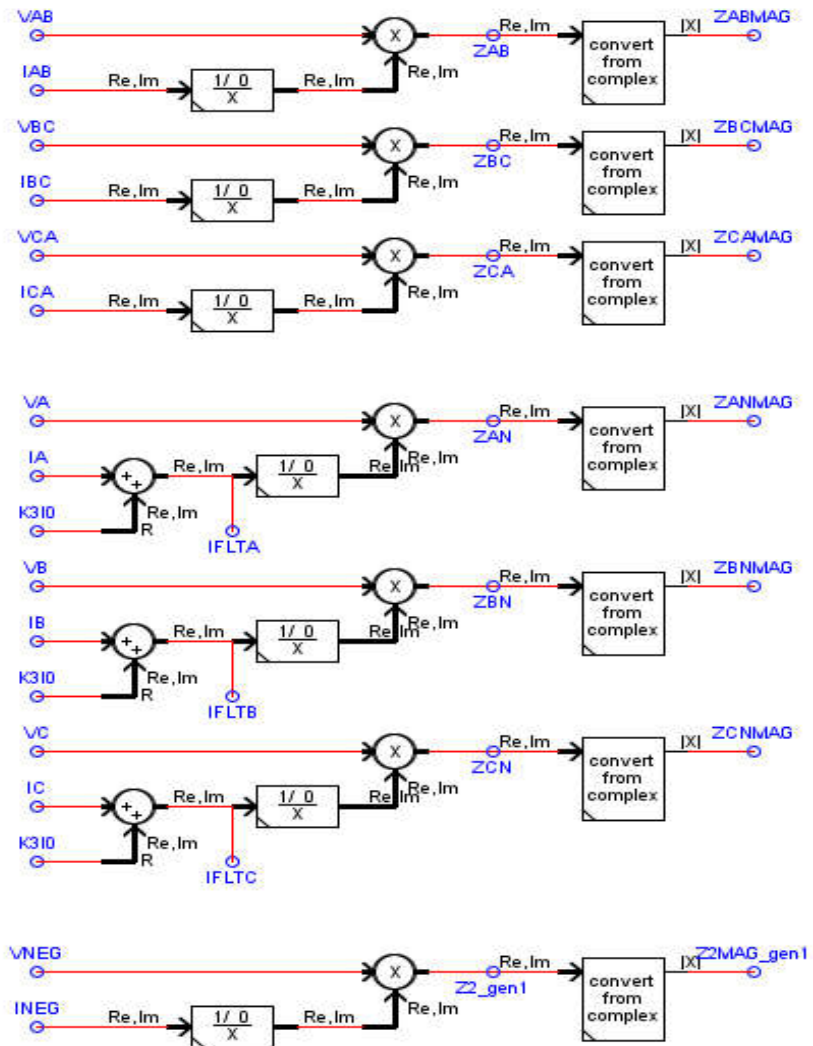 VAB Re,Im |X| ZABMAG
X ZAB convert from complex
IAB Re,Im 1/ 0 X Re,Im Re,Im
VBC Re,Im |X| ZBCMAG
X ZBC convert from complex
IBC Re,Im 1/ 0 X Re,Im Re,Im
VCA Re,Im |X| ZCAMAG
X ZCA convert from complex
ICA Re,Im 1/ 0 X Re,Im Re,Im
VA Re,Im |X| ZANMAG
X ZAN convert from complex
IA + + Re,Im 1/ 0 X Re,Im Re,Im
K3I0 Re,Im R
IFLTA
VB Re,Im |X| ZBNMAG
X ZBN convert from complex
IB + + Re,Im 1/ 0 X Re,Im Re,Im
K3I0 Re,Im R
IFLTB
VC Re,Im |X| ZCNMAG
X ZCN convert from complex
IC + + Re,Im 1/ 0 X Re,Im Re,Im
K3I0 Re,Im R
IFLTC
VNEG Re,Im |X| Z2MAG_gen1
X Z2_gen1 convert from complex
INEG Re,Im 1/ 0 X Re,Im Re,Im